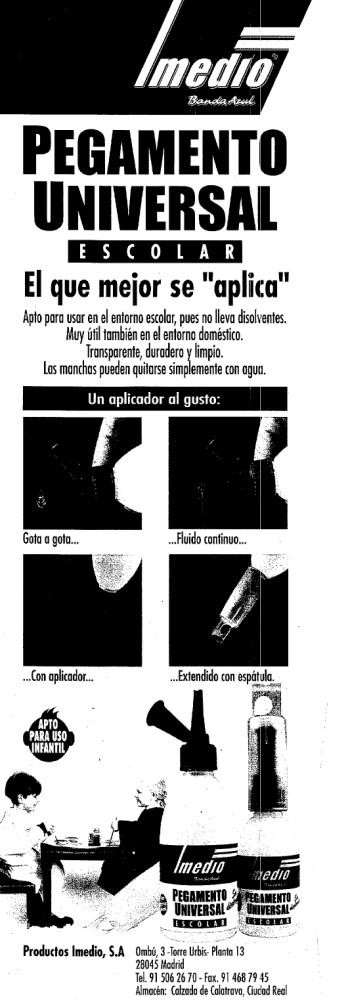 Imedio
Banda Azul
PEGAMENTO
UNIVERSAL
ESCOLAR
El que mejor se "aplica"
Apto para usar en el entorno escolar, pues no lleva disolventes.
Muy útil también en el entorno doméstico.
Transparente, duradero y limpio.
Las manchas pueden quitarse simplemente con agua.
Un aplicador al gusto:
Gota a gota...
...Fluido continuo...
...Con aplicador...
...Extendido con espátula.
APTO
PARA USO
INFANTIL
Imedio
PEGAMENTO
UNIVERSAL
ESCOLAR
Imedio
PEGAMENTO
UNIVERSAL
ESCOLAR
Productos Imedio, S.A
Ombú, 3 -Torre Urbis- Planta 13
28045 Madrid
Tel. 91 506 26 70 - Fax. 91 468 79 45
Almacén: Calzada de Calatrava, Ciudad Real